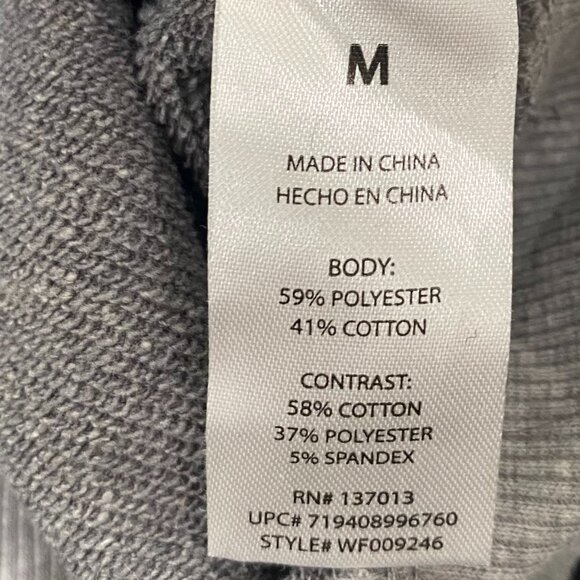 M
MADE IN CHINA
HECHO EN CHINA
BODY:
59% POLYESTER
41% COTTON
CONTRAST:
58% COTTON
37% POLYESTER
5% SPANDEX
RN# 137013
UPC# 719408996760
STYLE# WF009246